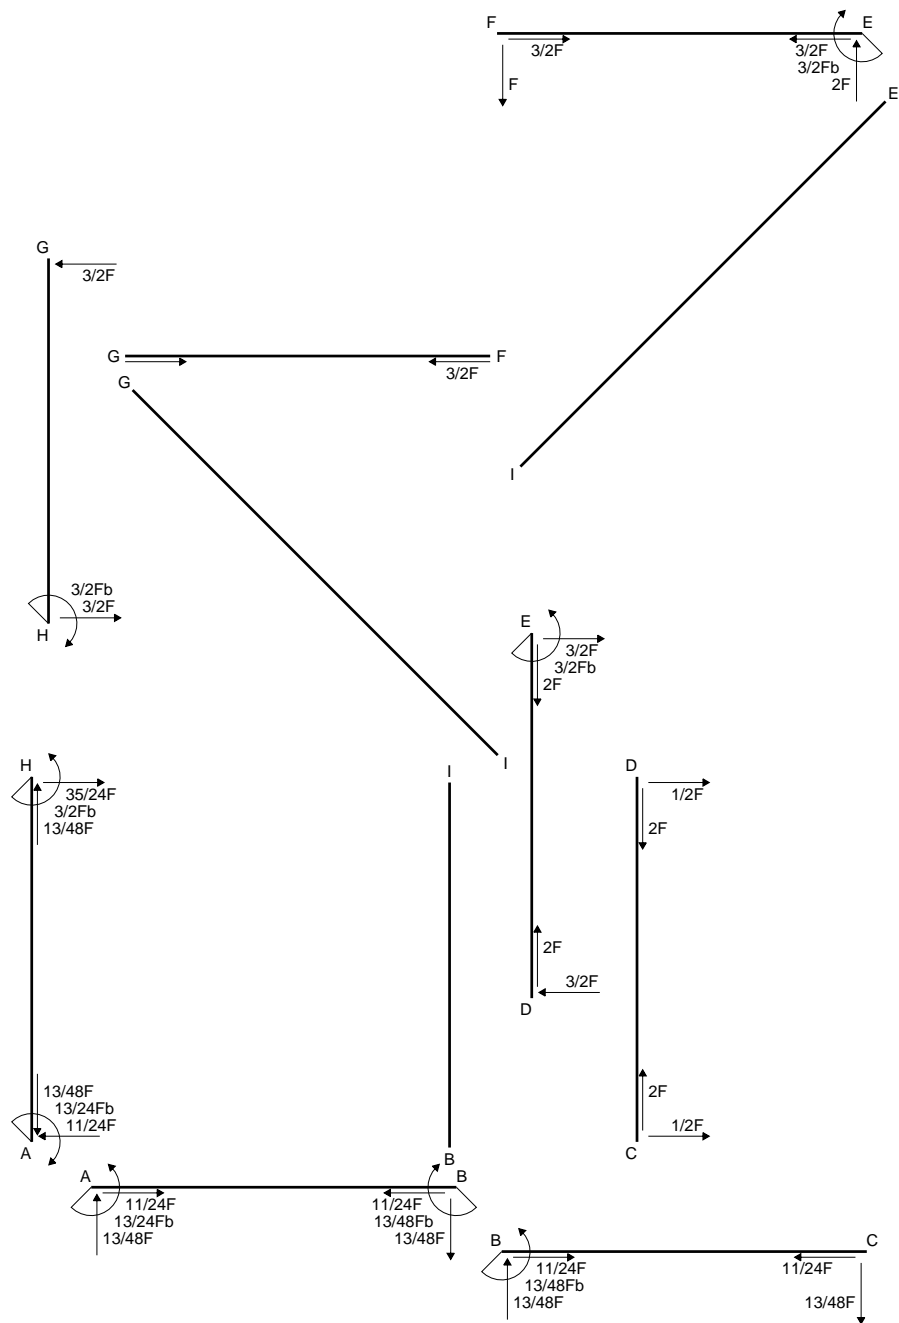 F
E
3/2F
3/2F
3/2Fb
F
2F
E
G
3/2F
G
F
3/2F
G
I
3/2Fb
3/2F
H
E
3/2F
3/2Fb
2F
I
H
35/24F
3/2Fb
13/48F
I
D
1/2F
2F
2F
3/2F
D
13/48F
13/24Fb
11/24F
A
2F
1/2F
C
B
A
B
11/24F
13/24Fb
13/48F
11/24F
13/48Fb
13/48F
B
C
11/24F
13/48Fb
13/48F
11/24F
13/48F